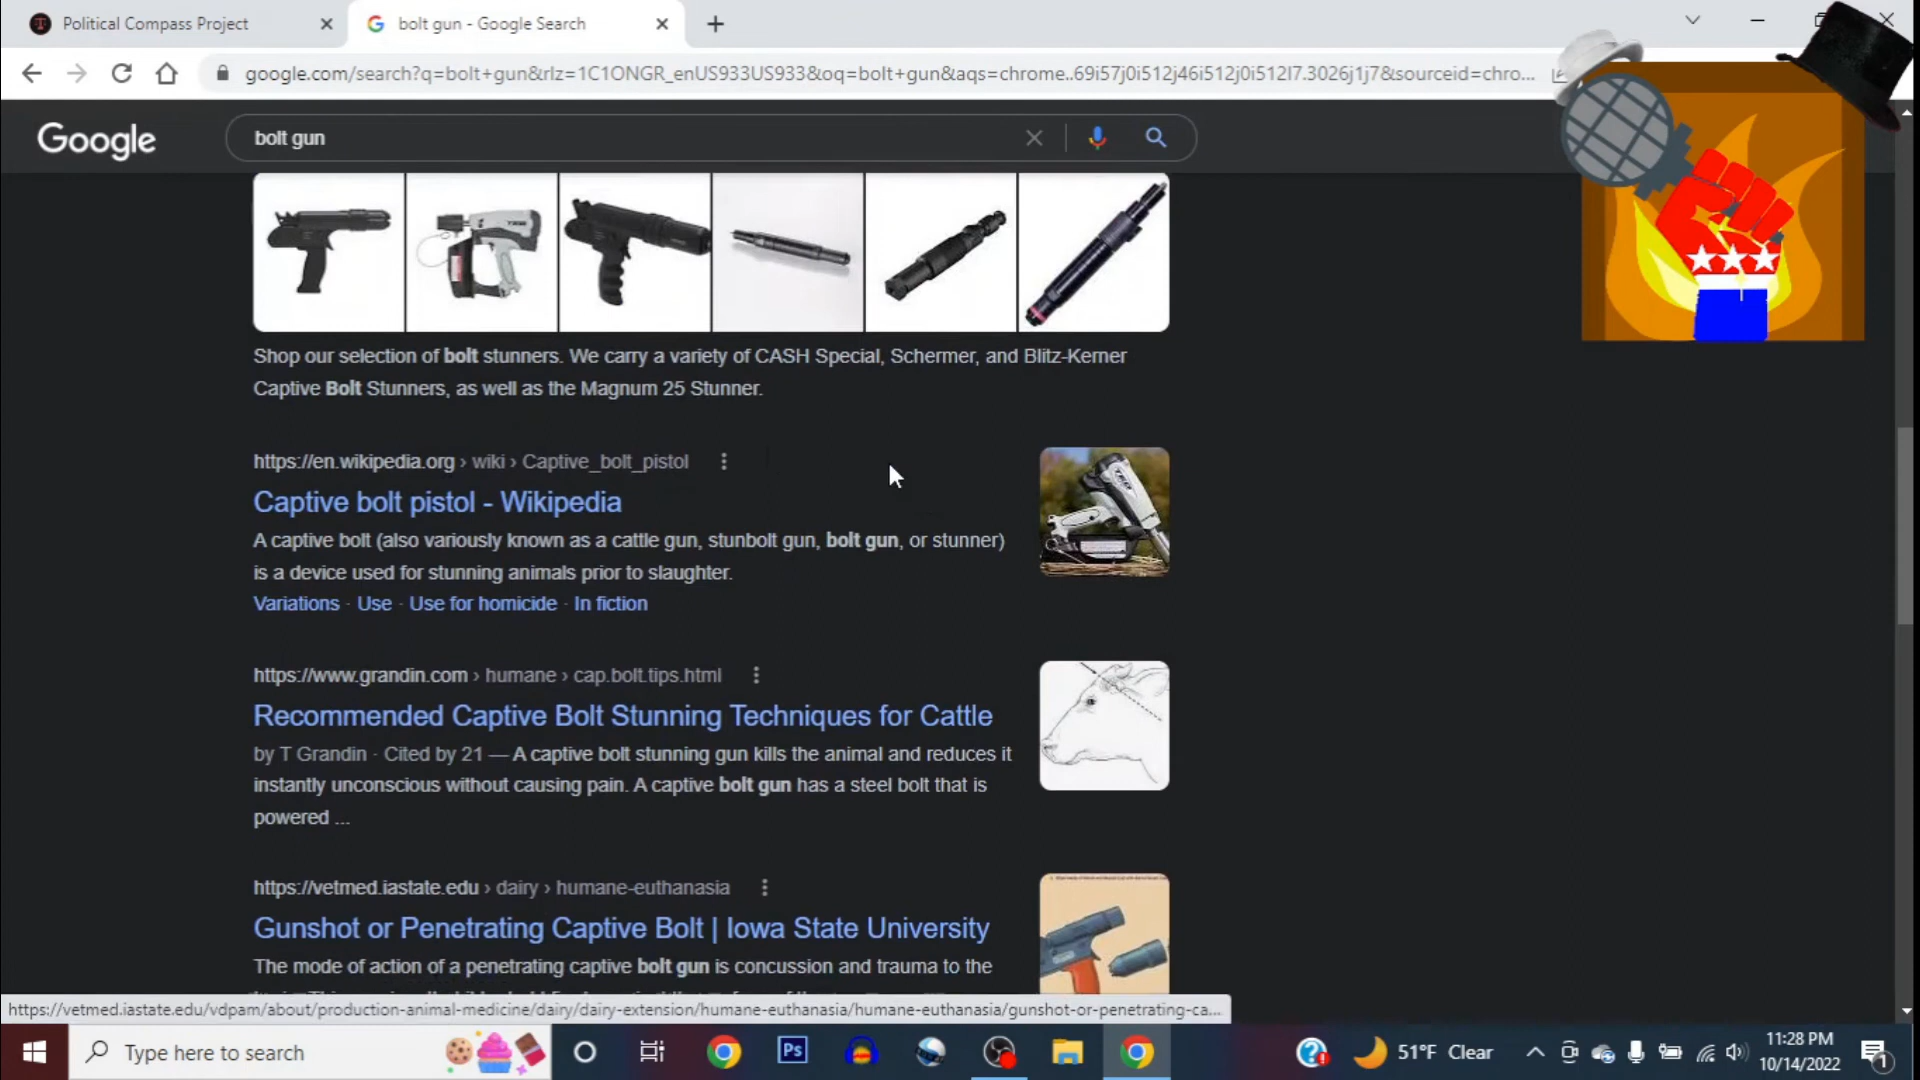 Political Compass Project
bolt gun - Google Search
google.com/search?q=bolt+gun&rlz=1C1ONGR_enUS933US933&oq=bolt+gun&aqs=chrome..69i57j0i512j46i512j0i512l7.3026j1j7&sourceid=chro...
Google
bolt gun
Shop our selection of bolt stunners. We carry a variety of CASH Special, Schermer, and Blitz-Kerner
Captive Bolt Stunners, as well as the Magnum 25 Stunner.
https://en.wikipedia.org › wiki › Captive_bolt_pistol
Captive bolt pistol - Wikipedia
A captive bolt (also variously known as a cattle gun, stunbolt gun, bolt gun, or stunner)
is a device used for stunning animals prior to slaughter.
Variations · Use · Use for homicide · In fiction
https://www.grandin.com › humane › cap.bolt.tips.html
Recommended Captive Bolt Stunning Techniques for Cattle
by T Grandin · Cited by 21 — A captive bolt stunning gun kills the animal and reduces it
instantly unconscious without causing pain. A captive bolt gun has a steel bolt that is
powered ...
https://vetmed.iastate.edu › dairy › humane-euthanasia
Gunshot or Penetrating Captive Bolt | Iowa State University
The mode of action of a penetrating captive bolt gun is concussion and trauma to the
https://vetmed.iastate.edu/vdpam/about/production-animal-medicine/dairy/dairy-extension/humane-euthanasia/humane-euthanasia/gunshot-or-penetrating-ca...
Type here to search
Ps
51°F Clear
11:28 PM
10/14/2022
1